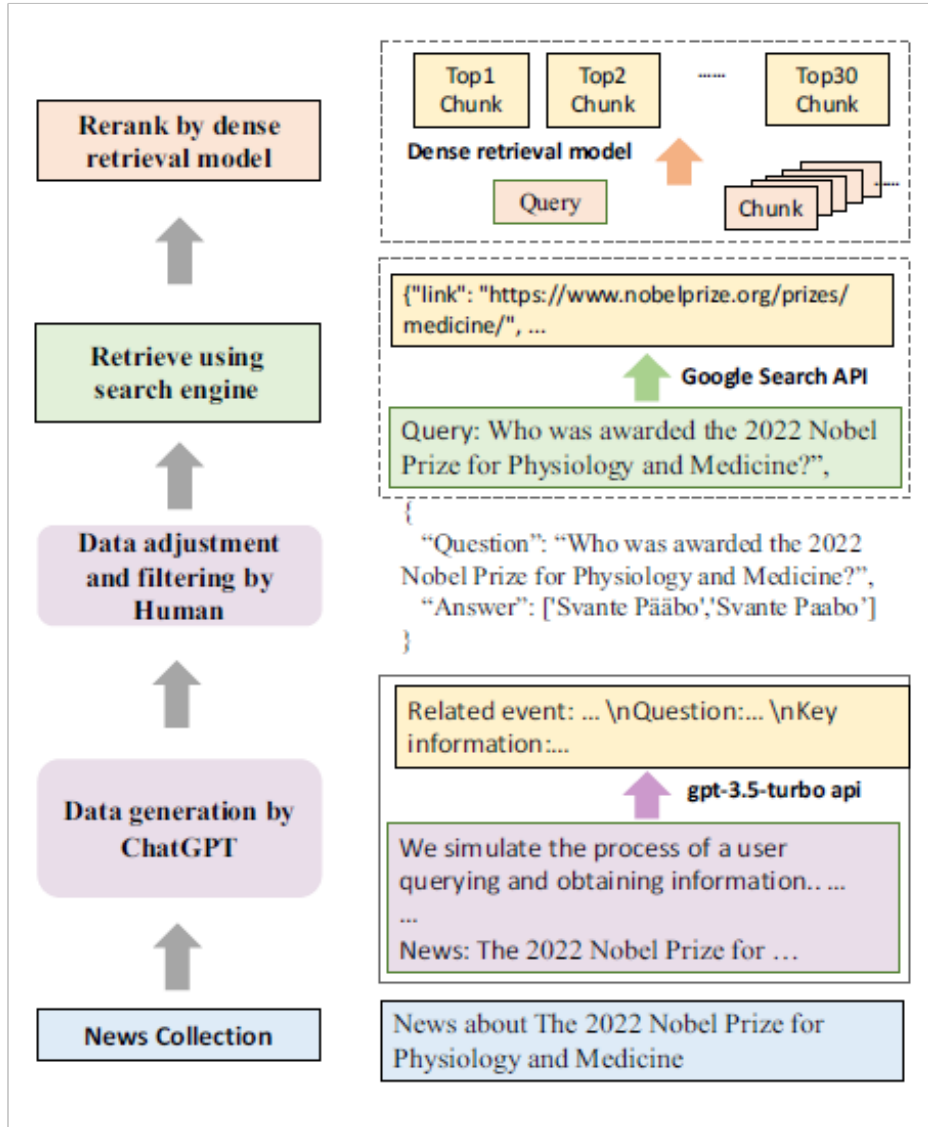 Top1
Chunk
Top2
Chunk
......
Top30
Chunk
Rerank by dense
retrieval model
Dense retrieval model
Query
Chunk
......
{"link": "https://www.nobelprize.org/prizes/
medicine/", ...
Retrieve using
search engine
Google Search API
Query: Who was awarded the 2022 Nobel
Prize for Physiology and Medicine?”,
Data adjustment
and filtering by
Human
{
“Question”: “Who was awarded the 2022
Nobel Prize for Physiology and Medicine?”,
“Answer”: ['Svante Pääbo','Svante Paabo’]
}
Related event: … \nQuestion:… \nKey
information:…
Data generation by
ChatGPT
gpt-3.5-turbo api
We simulate the process of a user
querying and obtaining information.. …
…
News: The 2022 Nobel Prize for …
News Collection
News about The 2022 Nobel Prize for
Physiology and Medicine